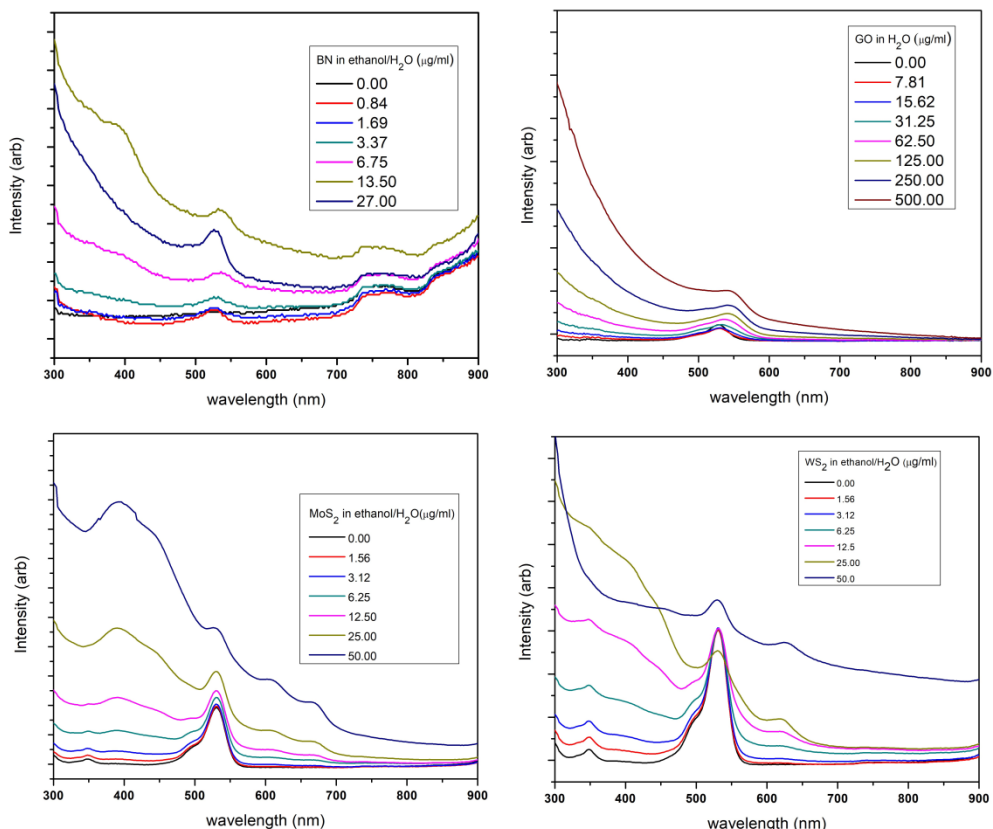 BN in ethanol/H2O (μg/ml)
0.00
0.84
1.69
3.37
6.75
13.50
27.00
Intensity (arb)
300 400 500 600 700 800 900
wavelength (nm)
GO in H2O (μg/ml)
0.00
7.81
15.62
31.25
62.50
125.00
250.00
500.00
Intensity (arb)
300 400 500 600 700 800 900
wavelength (nm)
MoS2 in ethanol/H2O(μg/ml)
0.00
1.56
3.12
6.25
12.50
25.00
50.00
Intensity (arb)
300 400 500 600 700 800 900
wavelength (nm)
WS2 in ethanol/H2O (μg/ml)
0.00
1.56
3.12
6.25
12.5
25.00
50.0
Intensity (arb)
300 400 500 600 700 800 900
wavelength (nm)